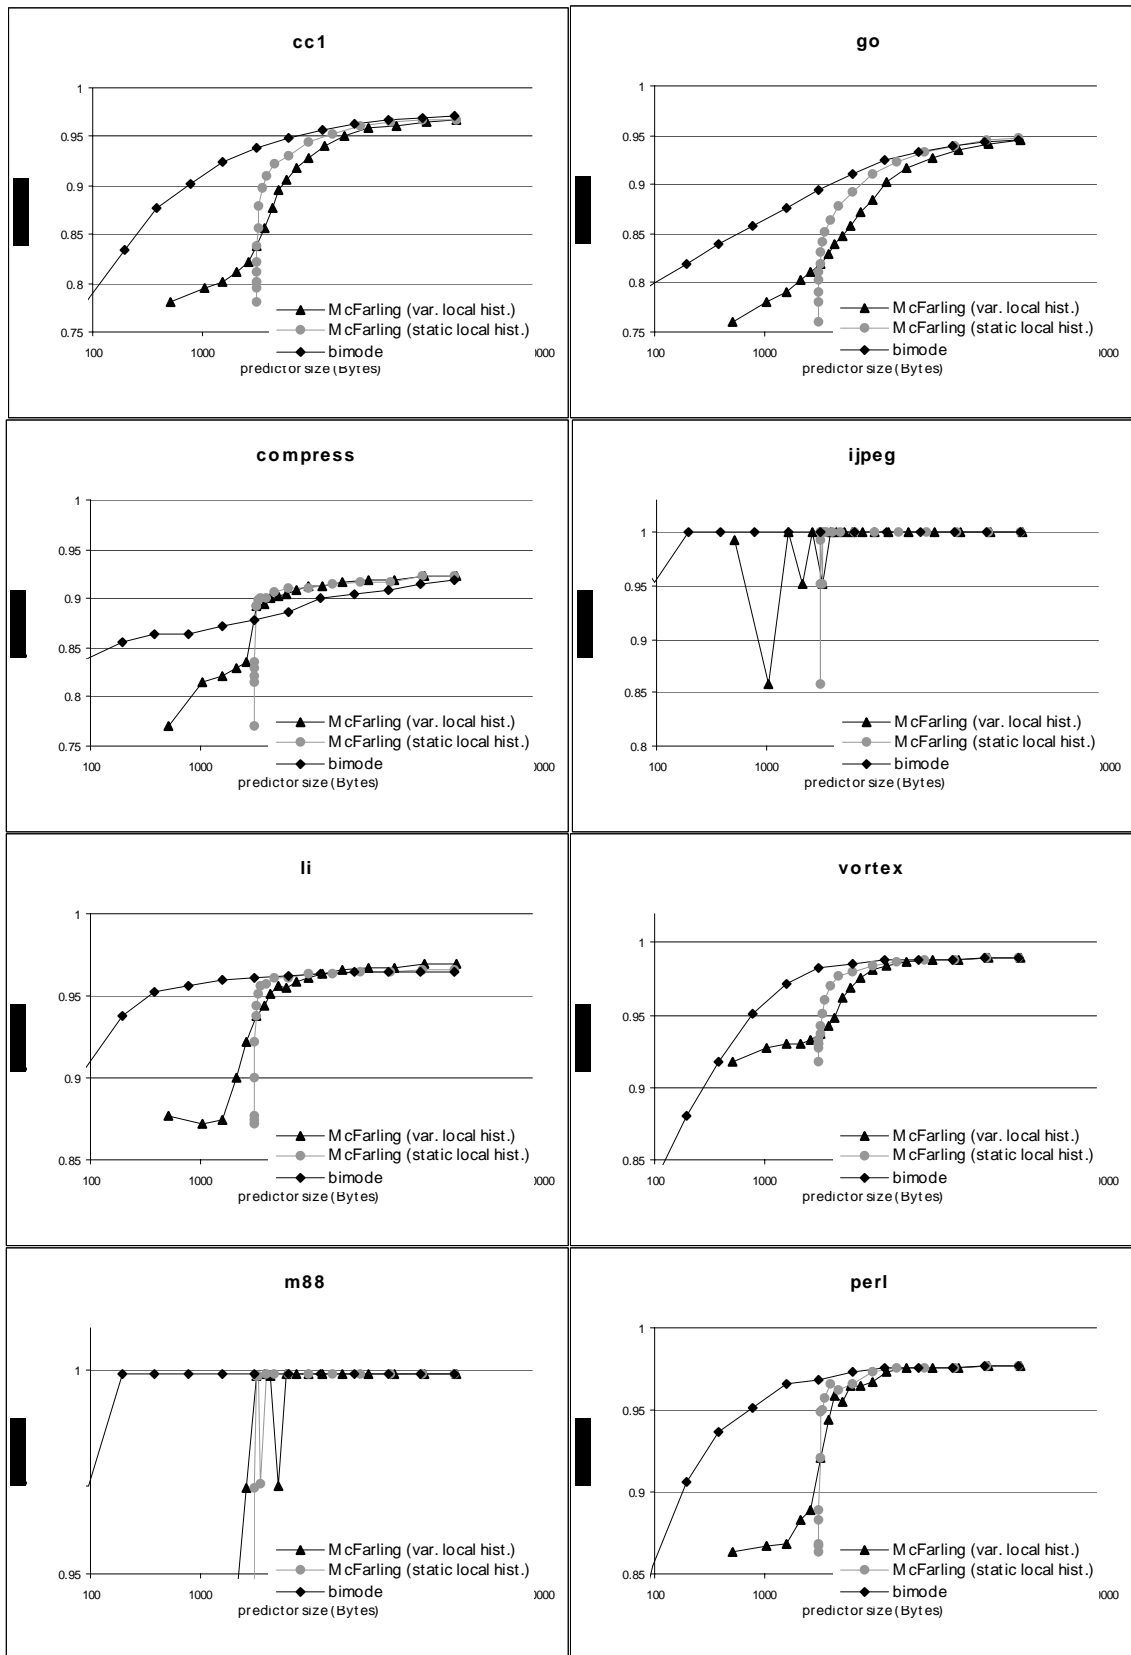 cc1
1
0.95
0.9
0.85
0.8
0.75
100
1000
McFarling (var. local hist.)
McFarling (static local hist.)
bimode
predictor size (Bytes)
go
1
0.95
0.9
0.85
0.8
0.75
100
1000
McFarling (var. local hist.)
McFarling (static local hist.)
bimode
predictor size (Bytes)
compress
1
0.95
0.9
0.85
0.8
0.75
100
1000
McFarling (var. local hist.)
McFarling (static local hist.)
bimode
predictor size (Bytes)
ijpeg
1
0.95
0.9
0.85
0.8
100
1000
McFarling (var. local hist.)
McFarling (static local hist.)
bimode
predictor size (Bytes)
li
1
0.95
0.9
0.85
100
1000
McFarling (var. local hist.)
McFarling (static local hist.)
bimode
predictor size (Bytes)
vortex
1
0.95
0.9
0.85
100
1000
McFarling (var. local hist.)
McFarling (static local hist.)
bimode
predictor size (Bytes)
m88
1
0.95
100
1000
McFarling (var. local hist.)
McFarling (static local hist.)
bimode
predictor size (Bytes)
perl
1
0.95
0.9
0.85
100
1000
McFarling (var. local hist.)
McFarling (static local hist.)
bimode
predictor size (Bytes)